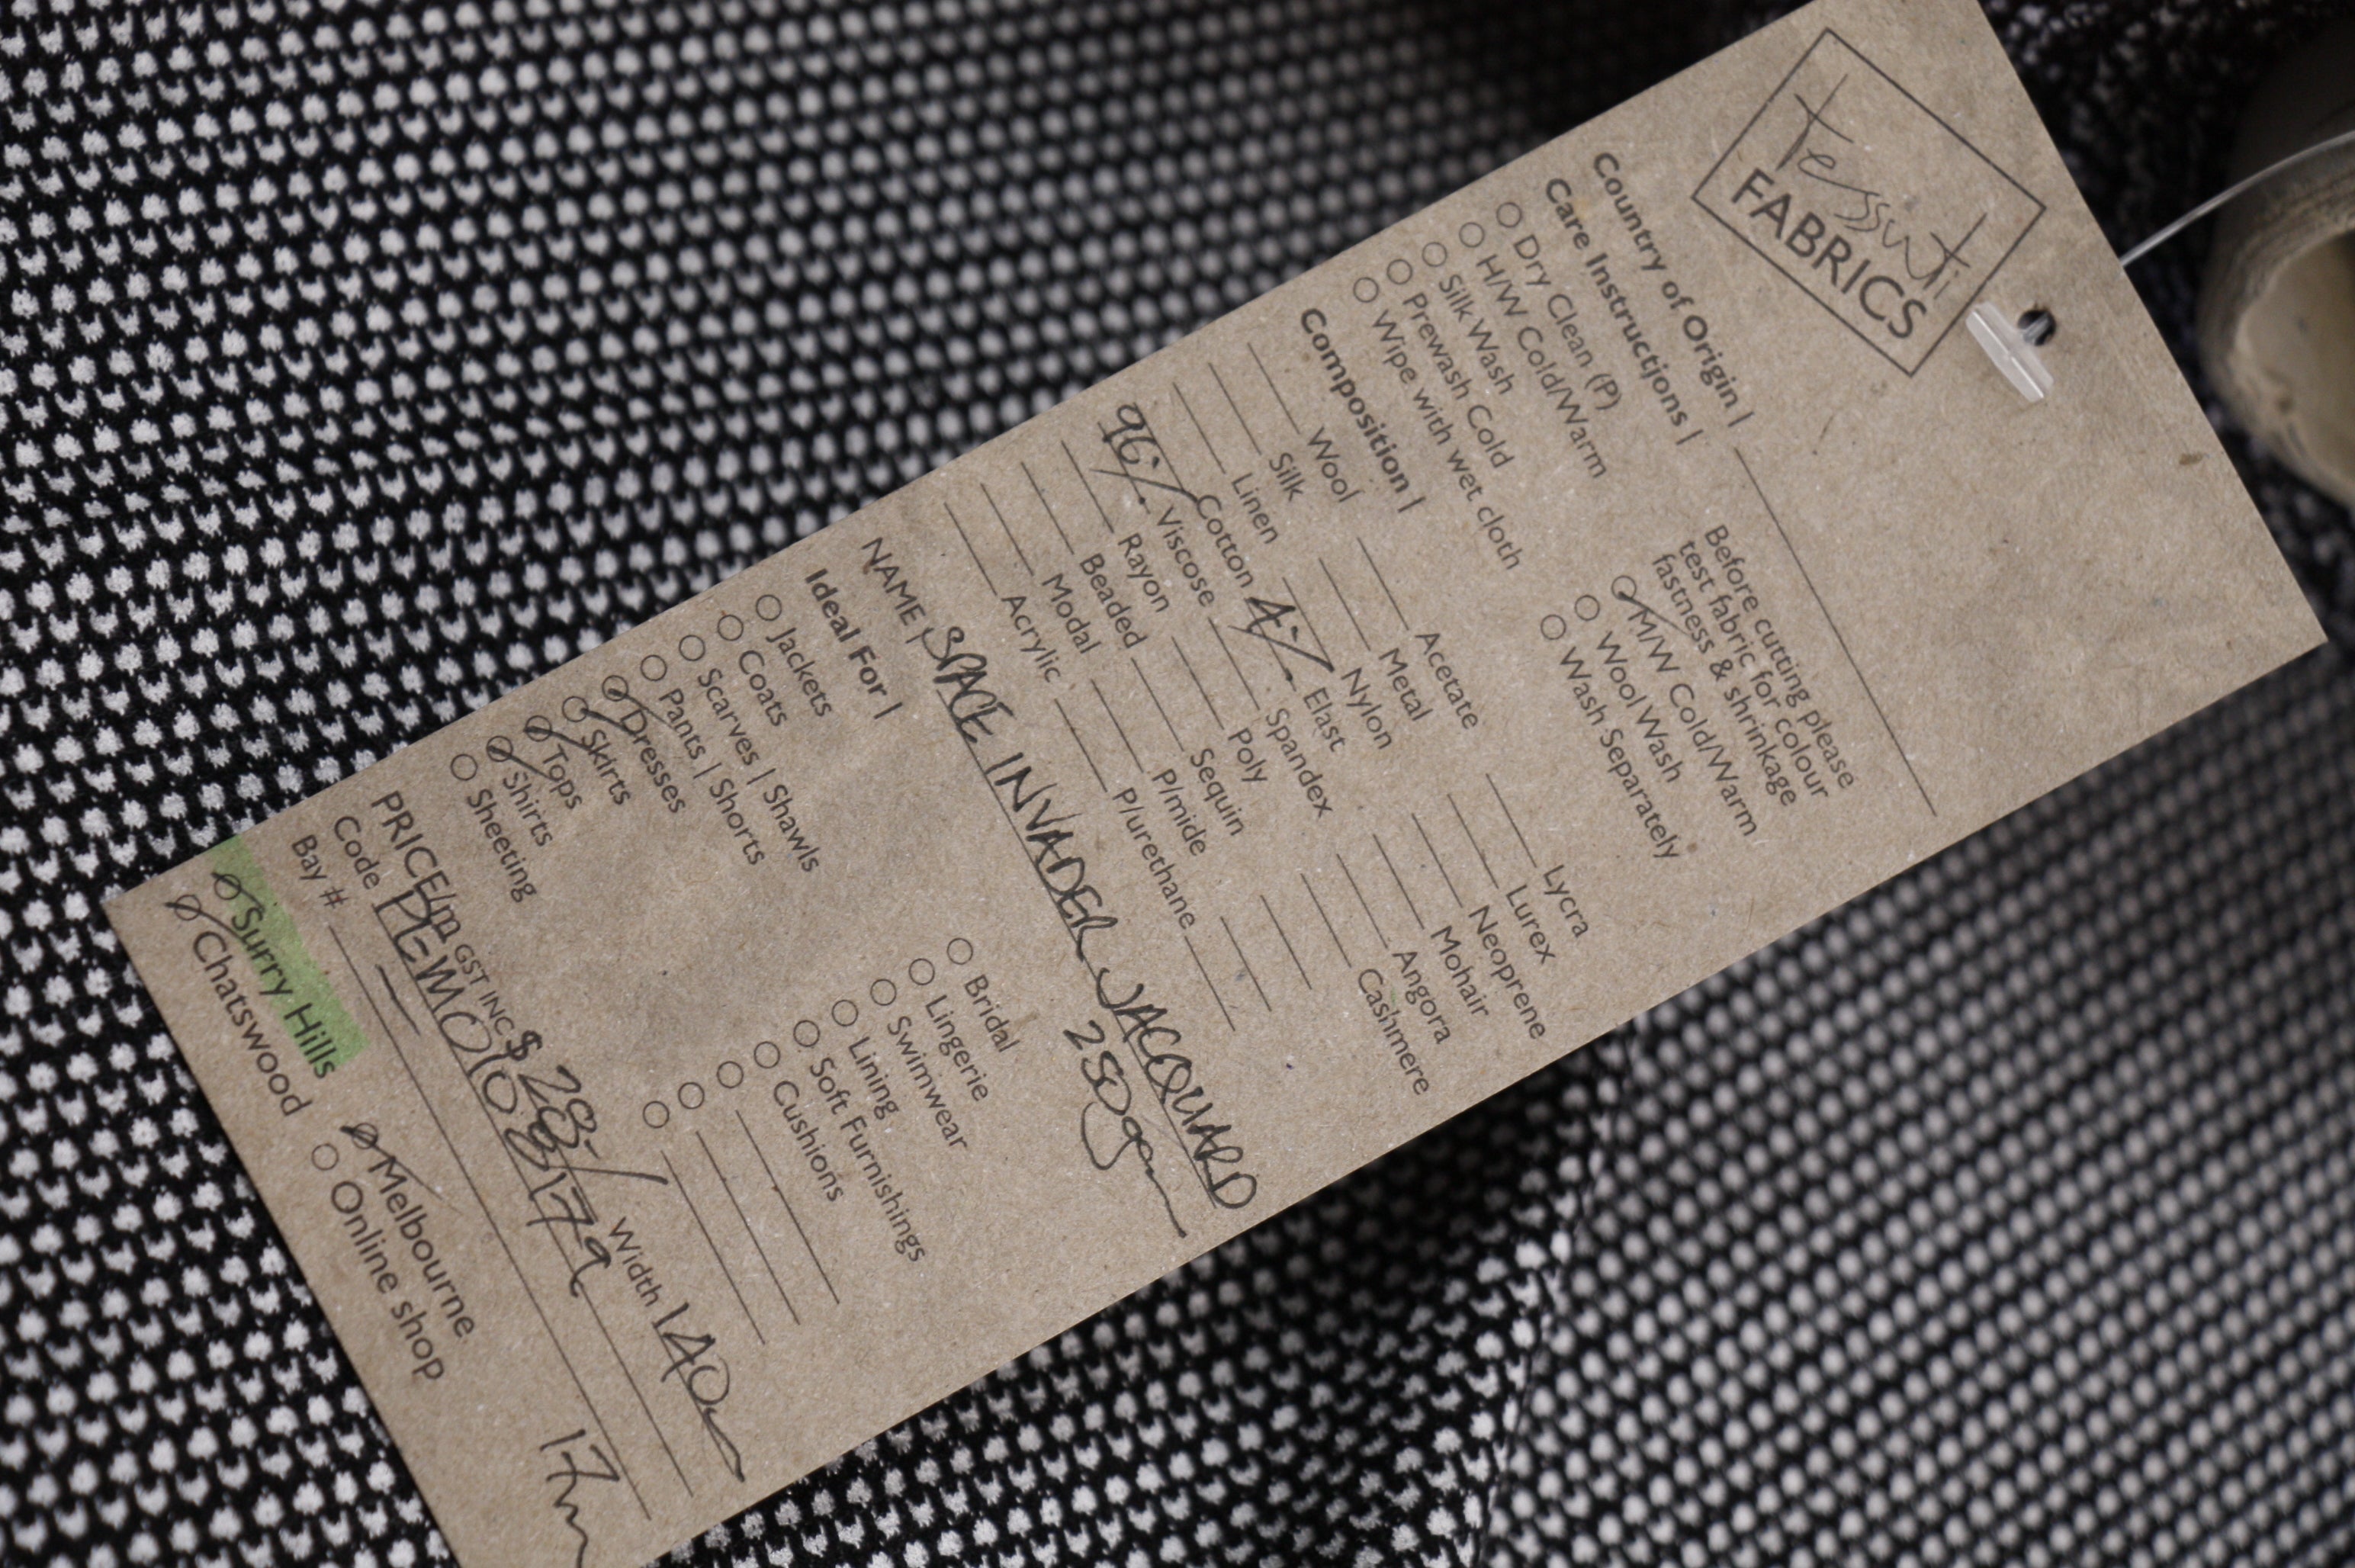 Tessuti
FABRICS
Country of Origin |
Care Instructions |
Before cutting please
test fabric for colour
fastness & shrinkage
Dry Clean (P)
H/W Cold/Warm
Silk Wash
Prewash Cold
Wipe with wet cloth
M/W Cold/Warm
Wool Wash
Wash Separately
Composition |
Wool Acetate Lycra
Silk Metal Lurex
Linen Nylon Neoprene
Cotton 4% Elast Mohair
96% Viscose Spandex Angora
Rayon Poly Cashmere
Beaded Sequin
Modal P/mide
Acrylic P/urethane
NAME | SPACE INVADER JACQUARD
250gsm
Ideal For |
Jackets Bridal
Coats Lingerie
Scarves | Shawls Swimwear
Pants | Shorts Lining
Dresses Soft Furnishings
Skirts Cushions
Tops
Shirts
Sheeting
PRICE/m GST INC $ 28.- Width 140cm
Code
Bay #
17m
Surry Hills Melbourne
Chatswood Online shop